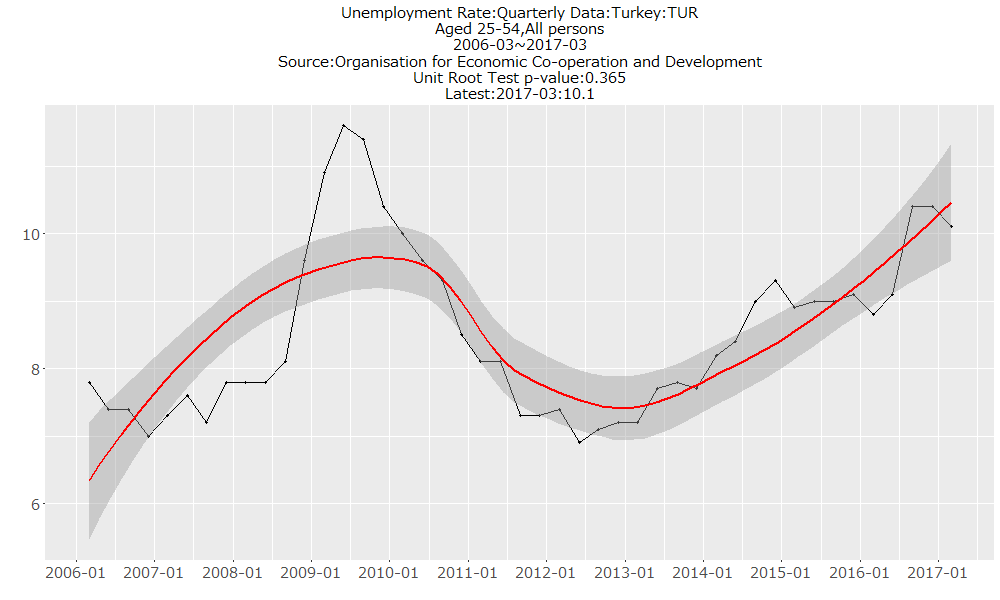 Unemployment Rate:Quarterly Data:Turkey:TUR
Aged 25-54,All persons
2006-03~2017-03
Source:Organisation for Economic Co-operation and Development
Unit Root Test p-value:0.365
Latest:2017-03:10.1
10
8
6
2006-01 2007-01 2008-01 2009-01 2010-01 2011-01 2012-01 2013-01 2014-01 2015-01 2016-01 2017-01